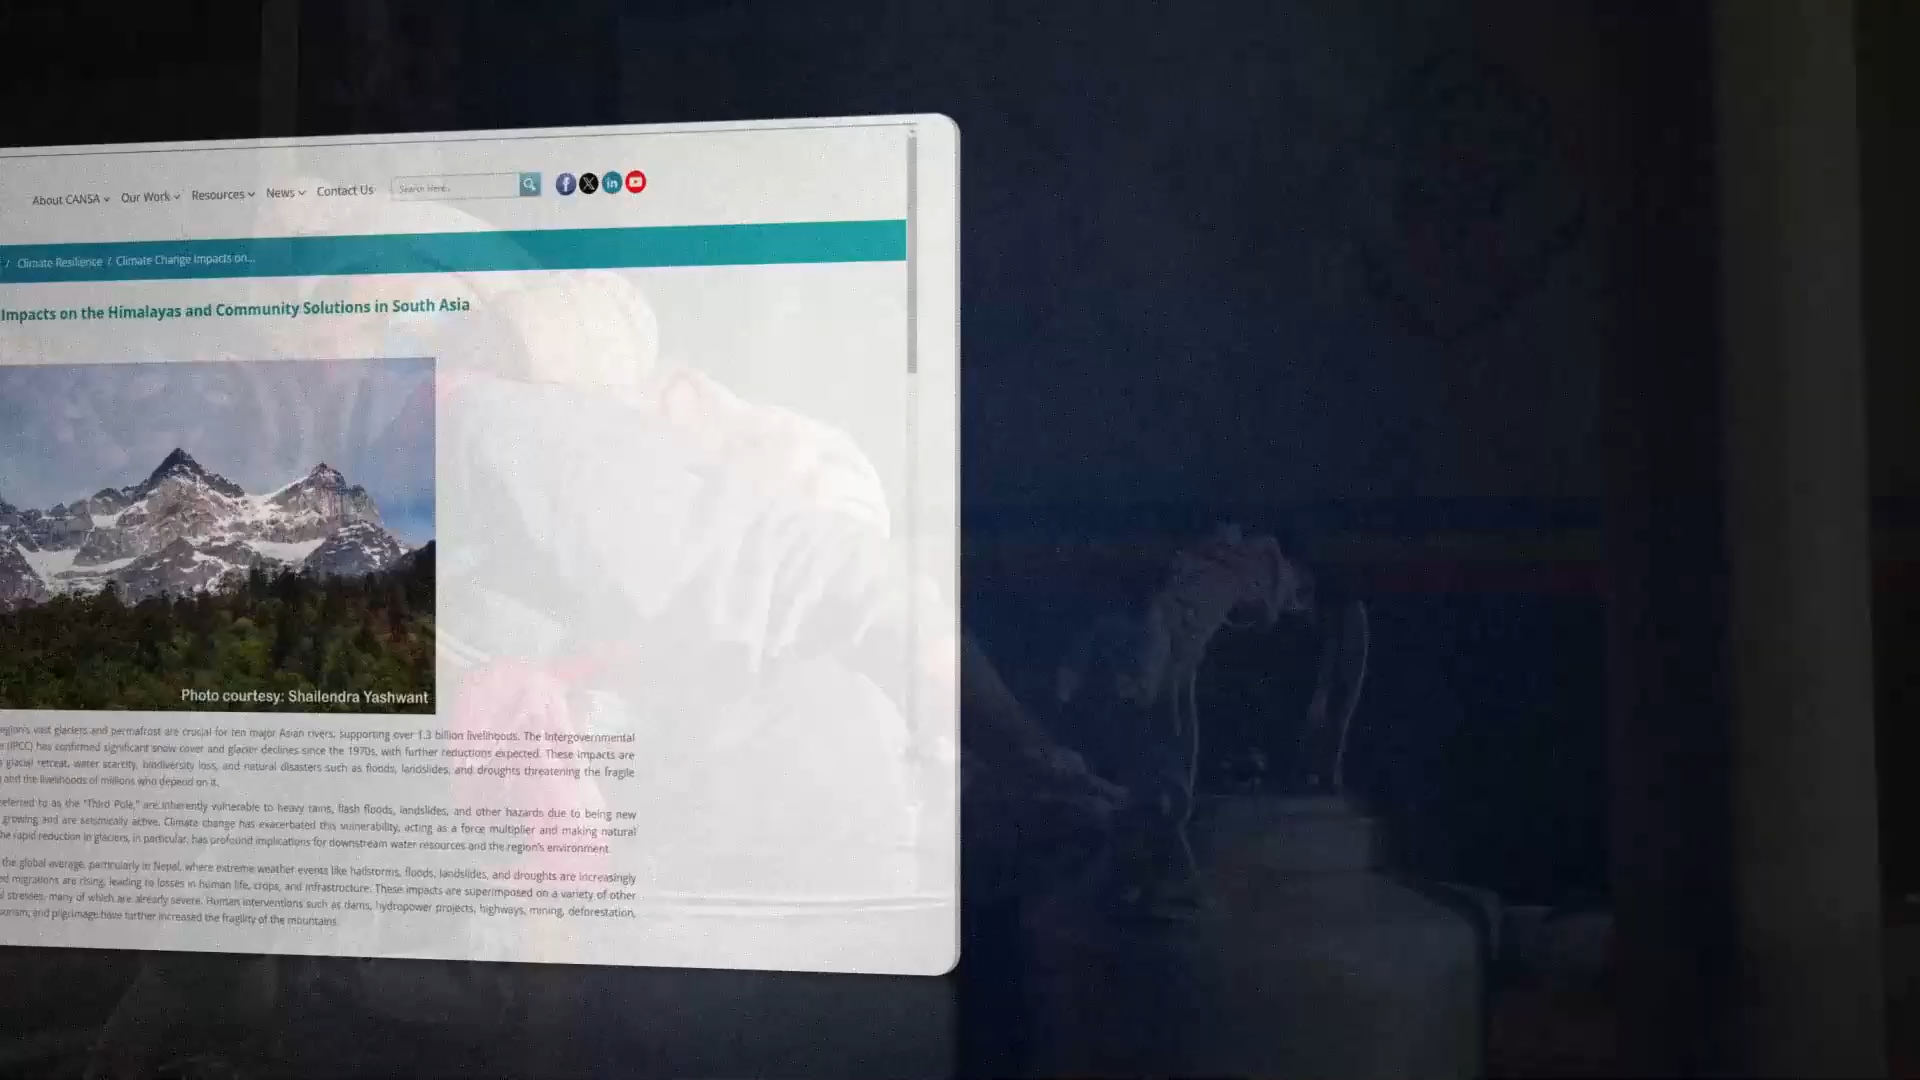 About CANSA Our Work Resources News Contact Us Search Here..
/ Climate Resilience / Climate Change Impacts on...
Impacts on the Himalayas and Community Solutions in South Asia
Photo courtesy: Shailendra Yashwant
region's vast glaciers and permafrost are crucial for ten major Asian rivers, supporting over 1.3 billion livelihoods. The Intergovernmental
(IPCC) has confirmed significant snow cover and glacier declines since the 1970s, with further reductions expected. These impacts are
glacial retreat, water scarcity, biodiversity loss, and natural disasters such as floods, landslides, and droughts threatening the fragile
and the livelihoods of millions who depend on it.
referred to as the "Third Pole," are inherently vulnerable to heavy rains, flash floods, landslides, and other hazards due to being new
growing and are seismically active. Climate change has exacerbated this vulnerability, acting as a force multiplier and making natural
he rapid reduction in glaciers, in particular, has profound implications for downstream water resources and the region's environment.
the global average, particularly in Nepal, where extreme weather events like hailstorms, floods, landslides, and droughts are increasingly
ed migrations are rising, leading to losses in human life, crops, and infrastructure. These impacts are superimposed on a variety of other
stresses, many of which are already severe. Human interventions such as dams, hydropower projects, highways, mining, deforestation,
tourism, and pilgrimage have further increased the fragility of the mountains.